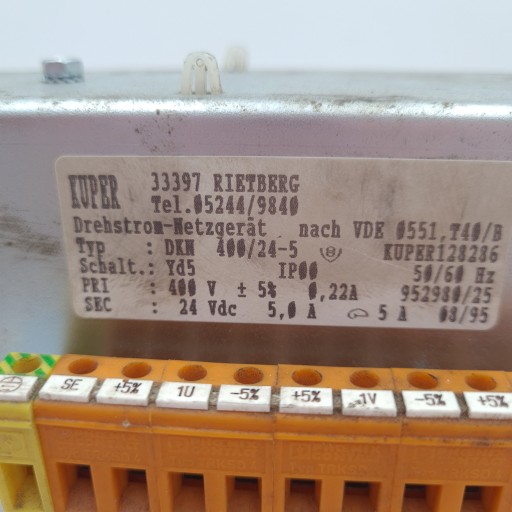 KUPER 33397 RIETBERG
Tel.05244/9840
Drehstrom-Netzgerät nach VDE 0551,T40/B
Typ : DKN 400/24-5 KUPER128286
Schalt.: Yd5 IP00 50/60 Hz
PRI : 400 V ± 5% 0,22A 952980/25
SEC : 24 Vdc 5,0 A 5 A 08/95
SE +5% 1U -5% +5% 1V -5% +5%